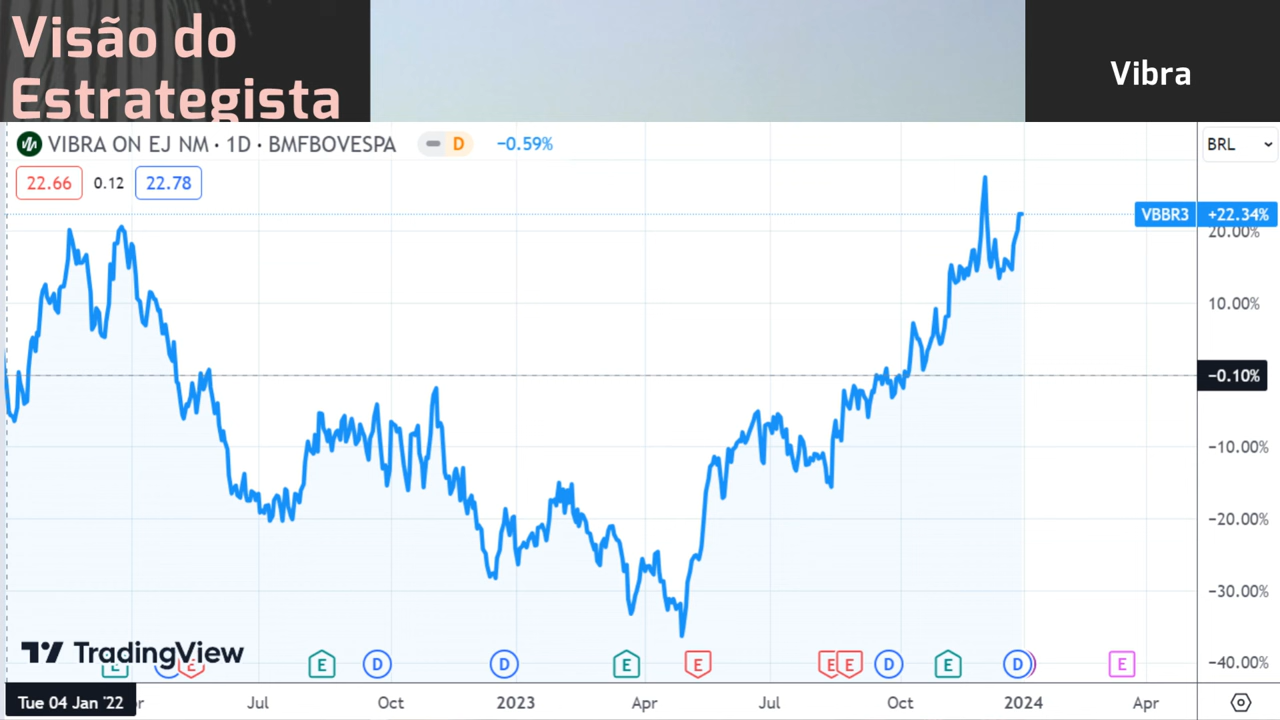 Visão do
Estrategista
Vibra
VIBRA ON EJ NM · 1D · BMFBOVESPA
D
−0.59%
BRL
22.66
0.12
22.78
VBBR3
+22.34%
20.00%
10.00%
−0.10%
−10.00%
−20.00%
−30.00%
−40.00%
TradingView
E
E
E
D
D
E
E
E
E
D
E
D
E
Tue 04 Jan '22
Jul
Oct
2023
Apr
Jul
Oct
2024
Apr